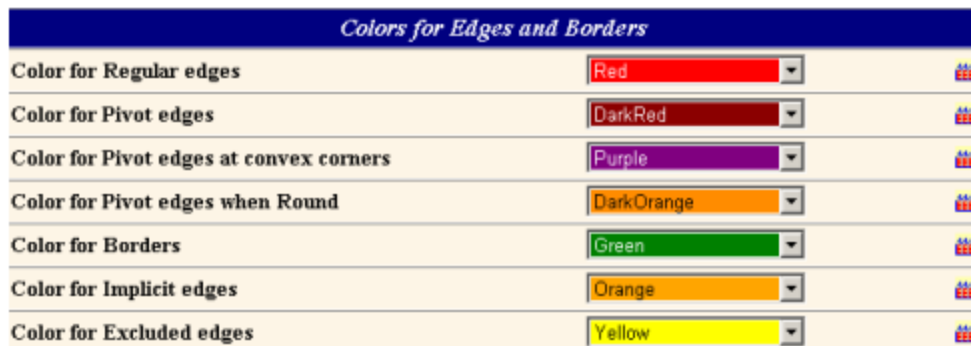 Colors for Edges and Borders
Color for Regular edges Red
Color for Pivot edges DarkRed
Color for Pivot edges at convex corners Purple
Color for Pivot edges when Round DarkOrange
Color for Borders Green
Color for Implicit edges Orange
Color for Excluded edges Yellow